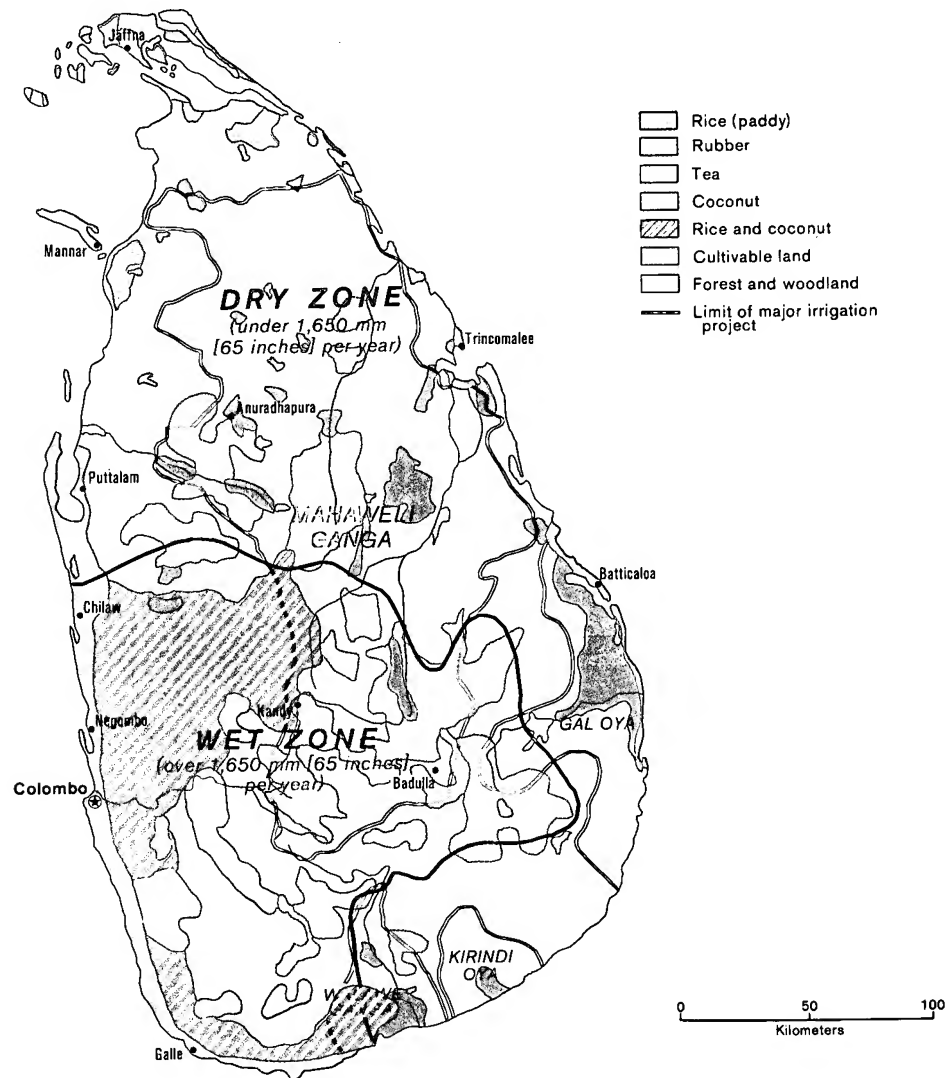 Jaffna
Rice (paddy)
Rubber
Tea
Coconut
Rice and coconut
Cultivable land
Forest and woodland
Limit of major irrigation
project
Mannar
DRY ZONE
(under 1,650 mm
[65 inches] per year)
Trincomalee
Anuradhapura
Puttalam
MAHAWELI
GANGA
Batticaloa
Chilaw
Kandy
Negombo
GAL OYA
WET ZONE
(over 1,650 mm [65 inches]
per year)
Badulla
Colombo
KIRINDI
OYA
0 50 100
Kilometers
Galle